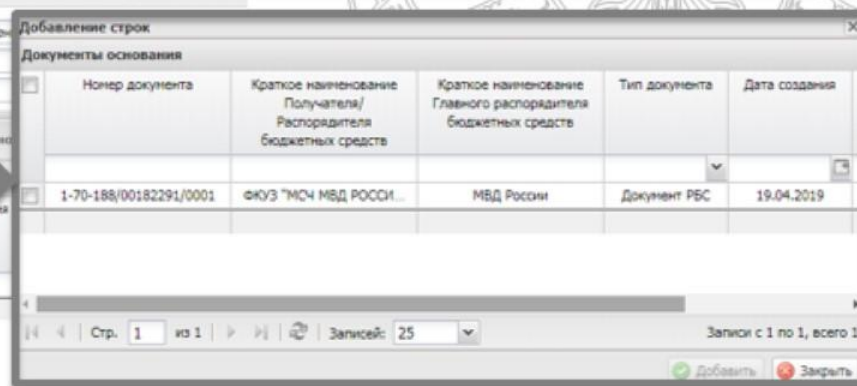 Добавление строк
Документы основания
Номер документа
Краткое наименование
Получателя/
Распорядителя
бюджетных средств
Краткое наименование
Главного распорядителя
бюджетных средств
Тип документа
Дата создания
1-70-188/00182291/0001 ФКУЗ "МСЧ МВД РОССИ... МВД России Документ РБС 19.04.2019
Стр. 1 из 1 Записей: 25 Записи с 1 по 1, всего 1
Добавить Закрыть